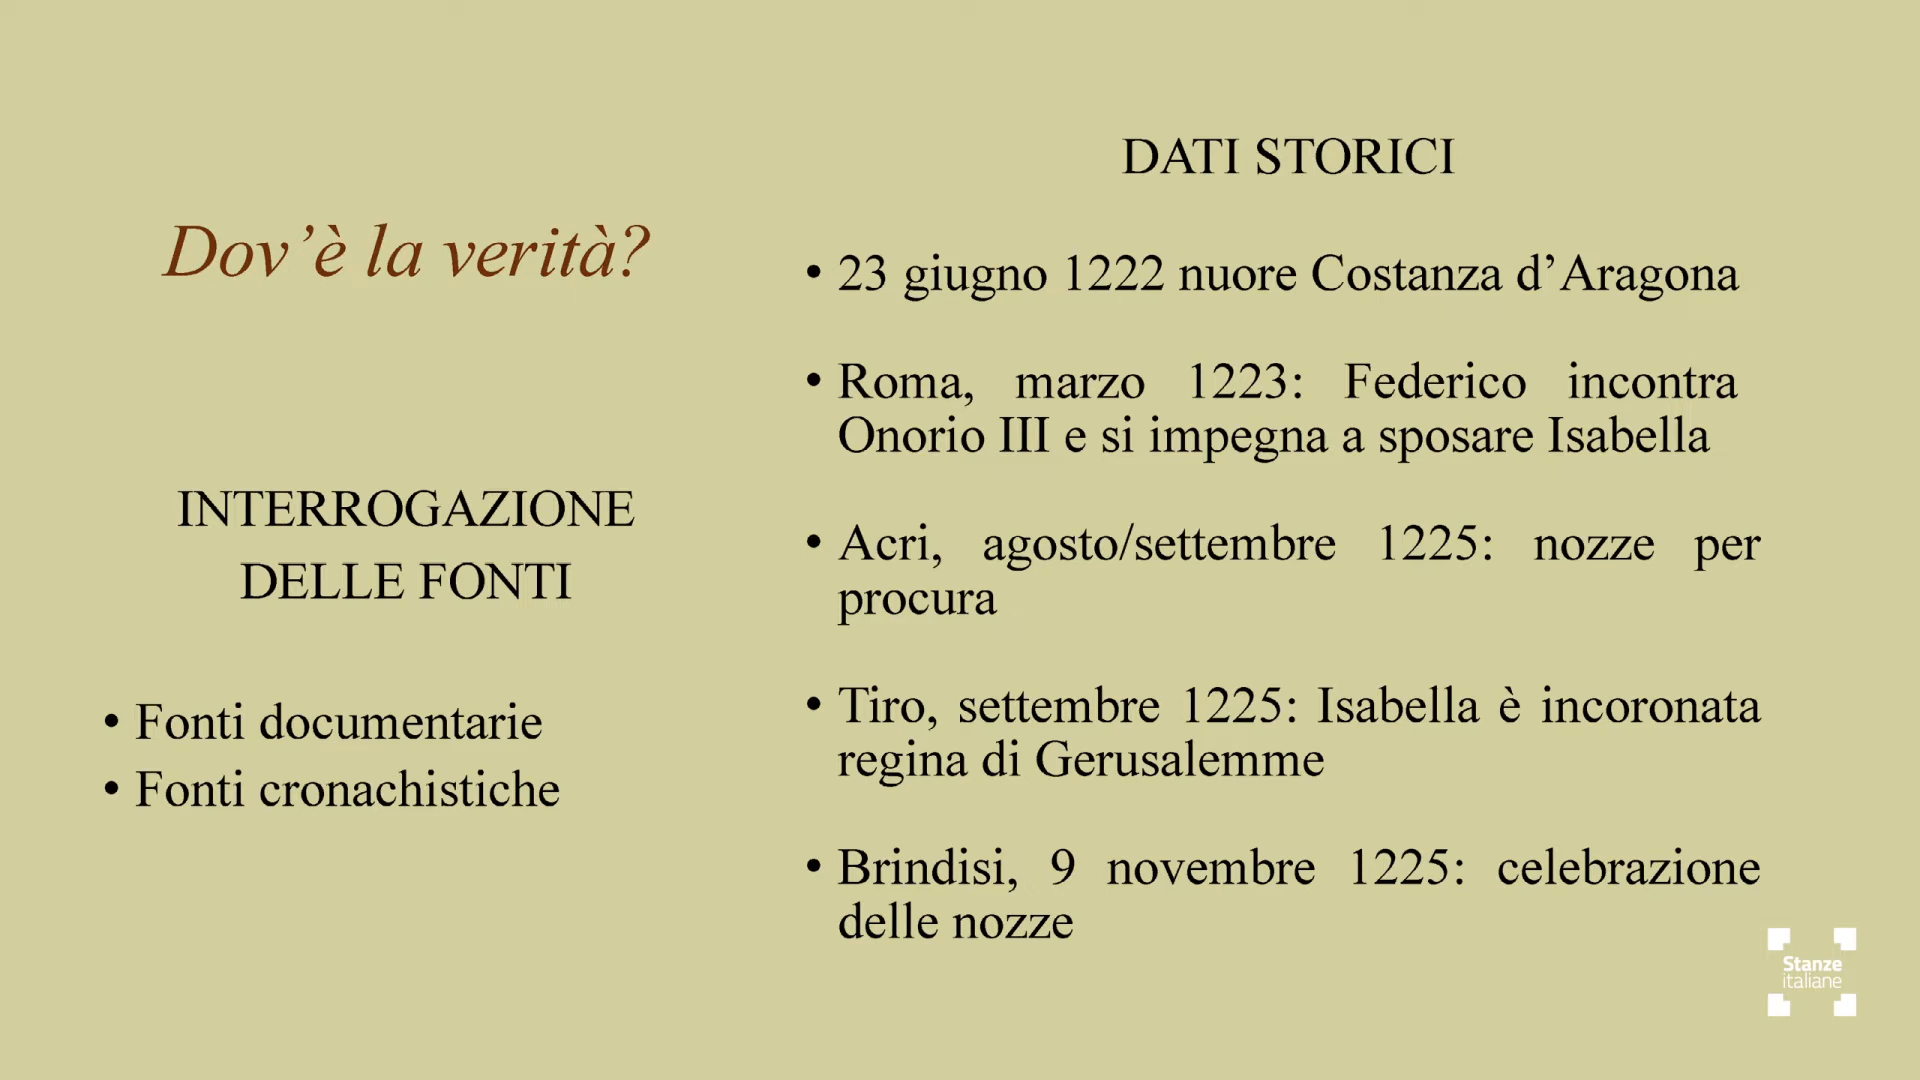 Dov’è la verità?
INTERROGAZIONE
DELLE FONTI
• Fonti documentarie
• Fonti cronachistiche
DATI STORICI
• 23 giugno 1222 nuore Costanza d’Aragona
• Roma, marzo 1223: Federico incontra
Onorio III e si impegna a sposare Isabella
• Acri, agosto/settembre 1225: nozze per
procura
• Tiro, settembre 1225: Isabella è incoronata
regina di Gerusalemme
• Brindisi, 9 novembre 1225: celebrazione
delle nozze
Stanze
italiane